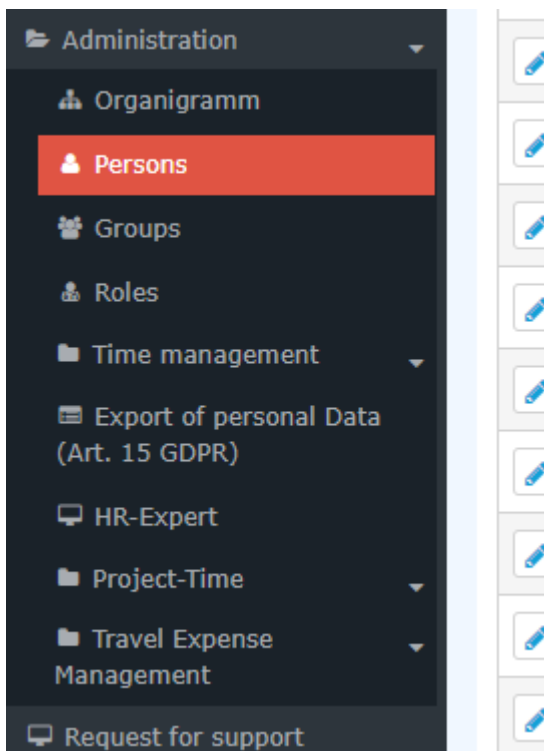 Administration
Organigramm
Persons
Groups
Roles
Time management
Export of personal Data
(Art. 15 GDPR)
HR-Expert
Project-Time
Travel Expense
Management
Request for support